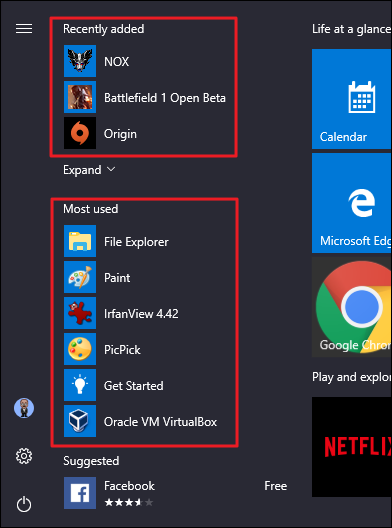 Recently added
NOX
Battlefield 1 Open Beta
Origin
Expand
Most used
File Explorer
Paint
IrfanView 4.42
PicPick
Get Started
Oracle VM VirtualBox
Suggested
Facebook Free
Life at a glance
Calendar
Microsoft Edg
Google Chro
Play and explore
NETFLIX